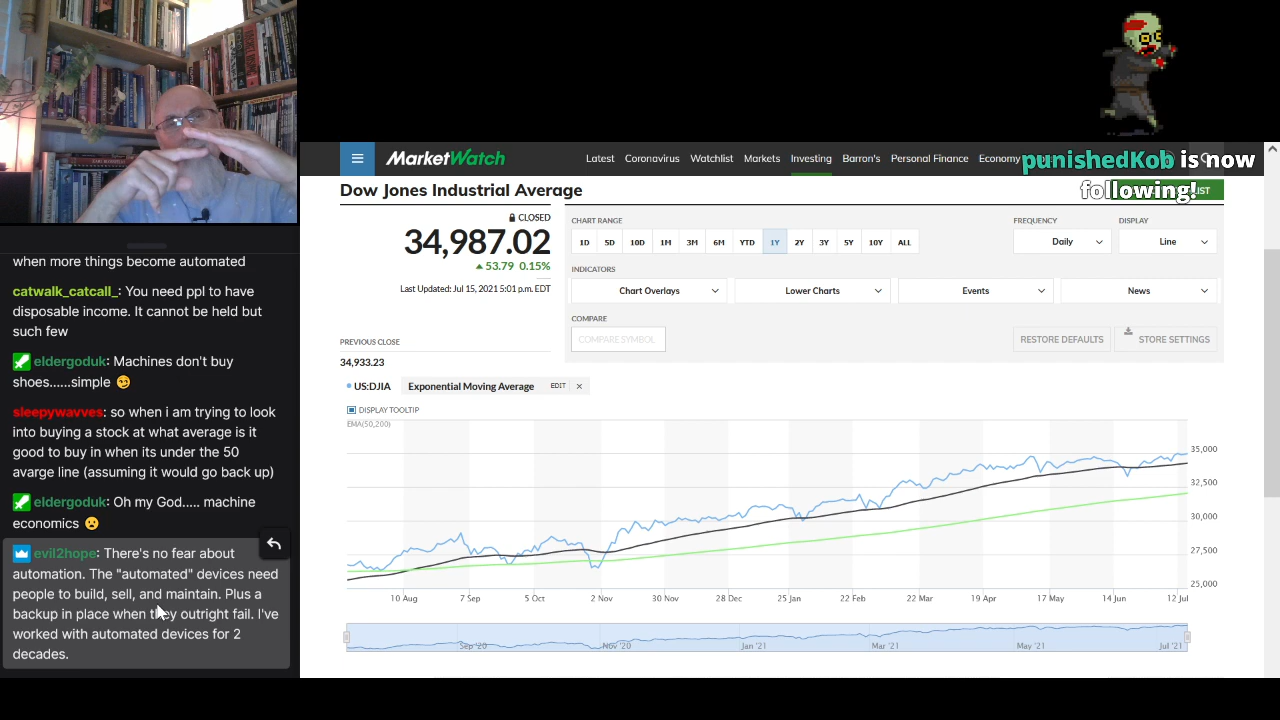 when more things become automated
catwalk_catcall_: You need ppl to have
disposable income. It cannot be held but
such few
eldergoduk: Machines don't buy
shoes......simple
sleepywavves: so when i am trying to look
into buying a stock at what average is it
good to buy in when its under the 50
avarge line (assuming it would go back up)
eldergoduk: Oh my God..... machine
economics
evil2hope: There's no fear about
automation. The "automated" devices need
people to build, sell, and maintain. Plus a
backup in place when they outright fail. I've
worked with automated devices for 2
decades.
MarketWatch
Latest Coronavirus Watchlist Markets Investing Barron's Personal Finance Economy
punishedKob is now
following!
LIST
Dow Jones Industrial Average
CLOSED
34,987.02
53.79 0.15%
Last Updated: Jul 15, 2021 5:01 p.m. EDT
PREVIOUS CLOSE
34,933.23
CHART RANGE
1D 5D 10D 1M 3M 6M YTD 1Y 2Y 3Y 5Y 10Y ALL
FREQUENCY
Daily
DISPLAY
Line
INDICATORS
Chart Overlays Lower Charts Events News
COMPARE
COMPARE SYMBOL
RESTORE DEFAULTS STORE SETTINGS
US:DJIA Exponential Moving Average EDIT ×
DISPLAY TOOLTIP
EMA(50,200)
35,000
32,500
30,000
27,500
25,000
10 Aug 7 Sep 5 Oct 2 Nov 30 Nov 28 Dec 25 Jan 22 Feb 22 Mar 19 Apr 17 May 14 Jun 12 Jul
Sep '20 Nov '20 Jan '21 Mar '21 May '21 Jul '21